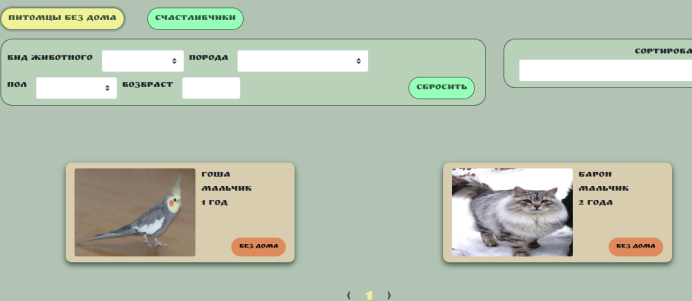 ПИТОМЦЫ БЕЗ ДОМА
СЧАСТЛИВЧИКИ
ВИД ЖИВОТНОГО
ПОРОДА
ПОЛ
ВОЗРАСТ
СБРОСИТЬ
ГОША
МАЛЬЧИК
1 ГОД
БЕЗ ДОМА
БАРОН
МАЛЬЧИК
2 ГОДА
БЕЗ ДОМА
‹ 1 ›